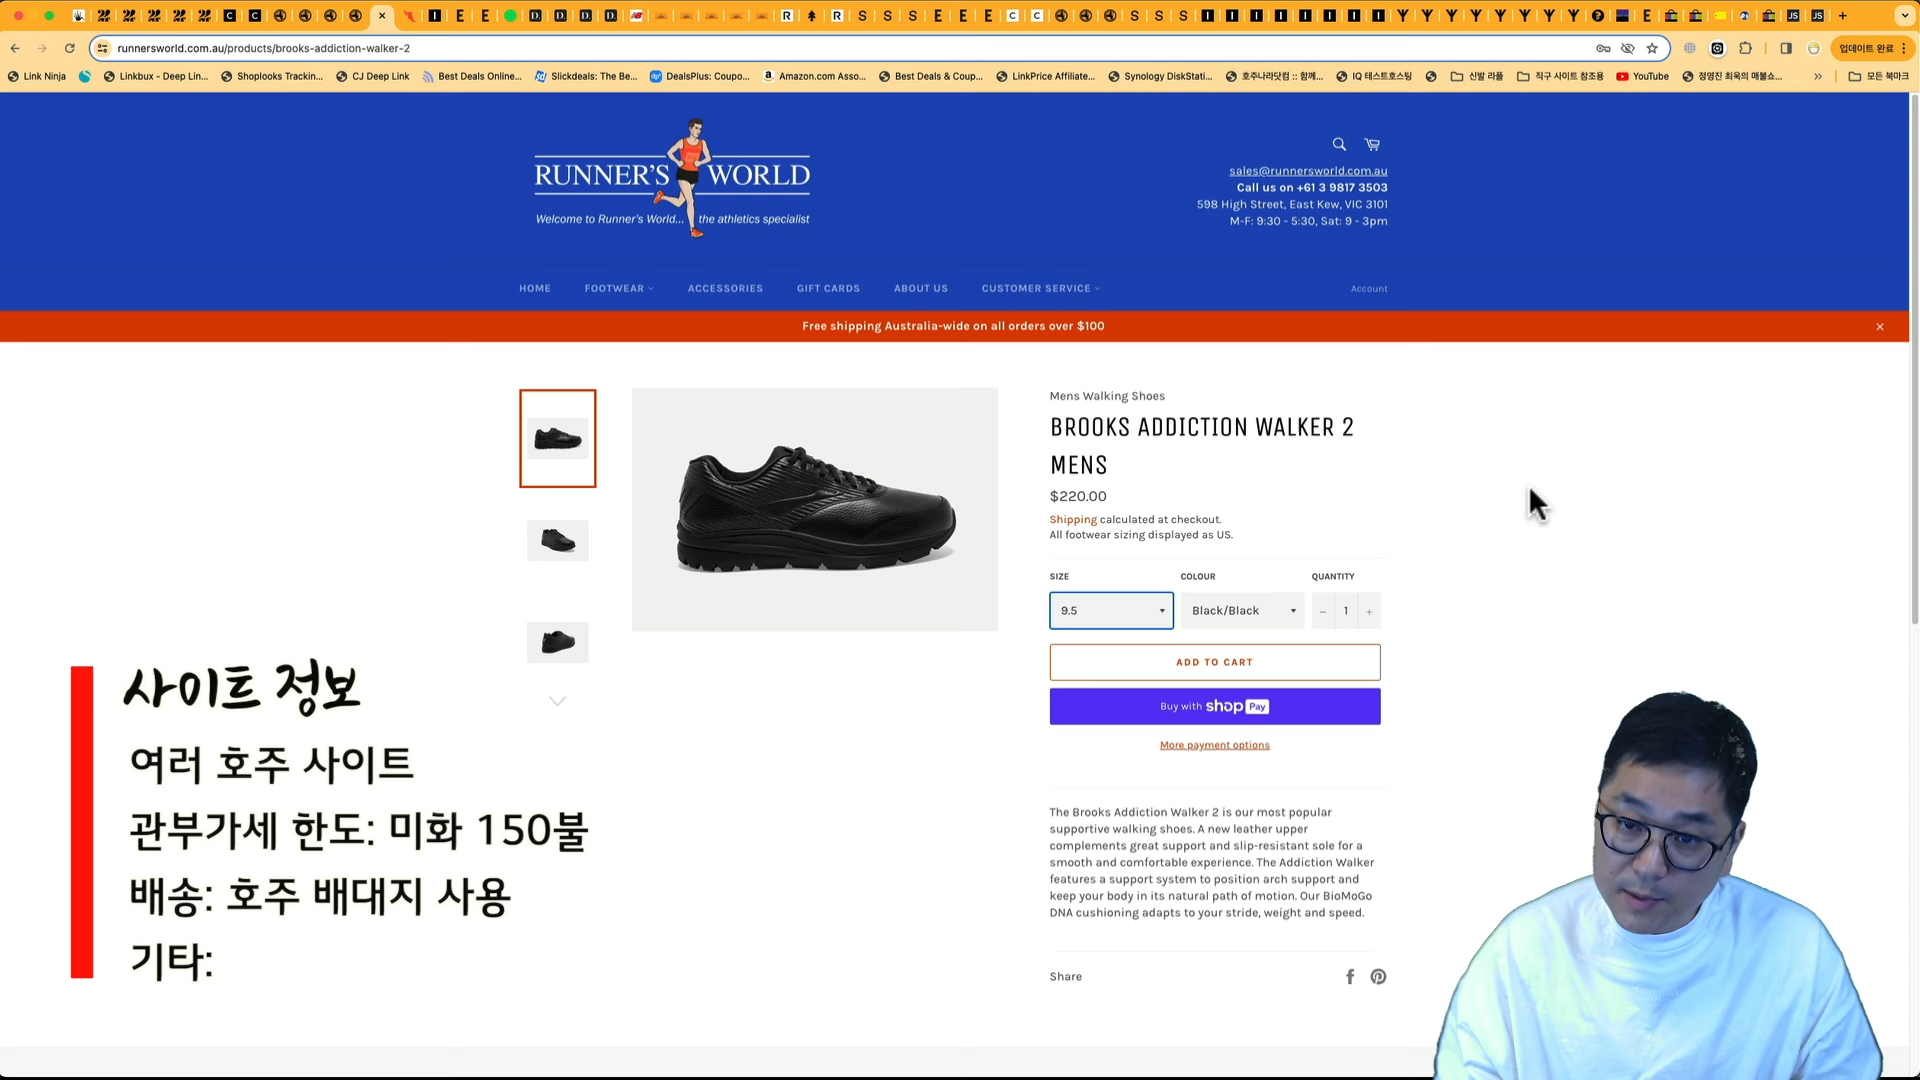 runnersworld.com.au/products/brooks-addiction-walker-2
업데이트 완료
Link Ninja
Linkbux - Deep Lin...
Shoplooks Trackin...
CJ Deep Link
Best Deals Online...
Slickdeals: The Be...
DealsPlus: Coupo...
Amazon.com Asso...
Best Deals & Coup...
LinkPrice Affiliate...
Synology DiskStati...
호주나라닷컴 :: 함께...
IQ 테스트호스팅
신발 라플
직구 사이트 참조용
YouTube
정영진 최욱의 매불쇼...
모든 북마크
RUNNER'S WORLD
Welcome to Runner's World... the athletics specialist
sales@runnersworld.com.au
Call us on +61 3 9817 3503
598 High Street, East Kew, VIC 3101
M-F: 9:30 - 5:30, Sat: 9 - 3pm
HOME FOOTWEAR ACCESSORIES GIFT CARDS ABOUT US CUSTOMER SERVICE Account
Free shipping Australia-wide on all orders over $100
Mens Walking Shoes
BROOKS ADDICTION WALKER 2
MENS
$220.00
Shipping calculated at checkout.
All footwear sizing displayed as US.
SIZE COLOUR QUANTITY
9.5 Black/Black − 1 +
ADD TO CART
Buy with shop Pay
More payment options
The Brooks Addiction Walker 2 is our most popular
supportive walking shoes. A new leather upper
complements great support and slip-resistant sole for a
smooth and comfortable experience. The Addiction Walker
features a support system to position arch support and
keep your body in its natural path of motion. Our BioMoGo
DNA cushioning adapts to your stride, weight and speed.
Share
사이트 정보
여러 호주 사이트
관부가세 한도: 미화 150불
배송: 호주 배대지 사용
기타: